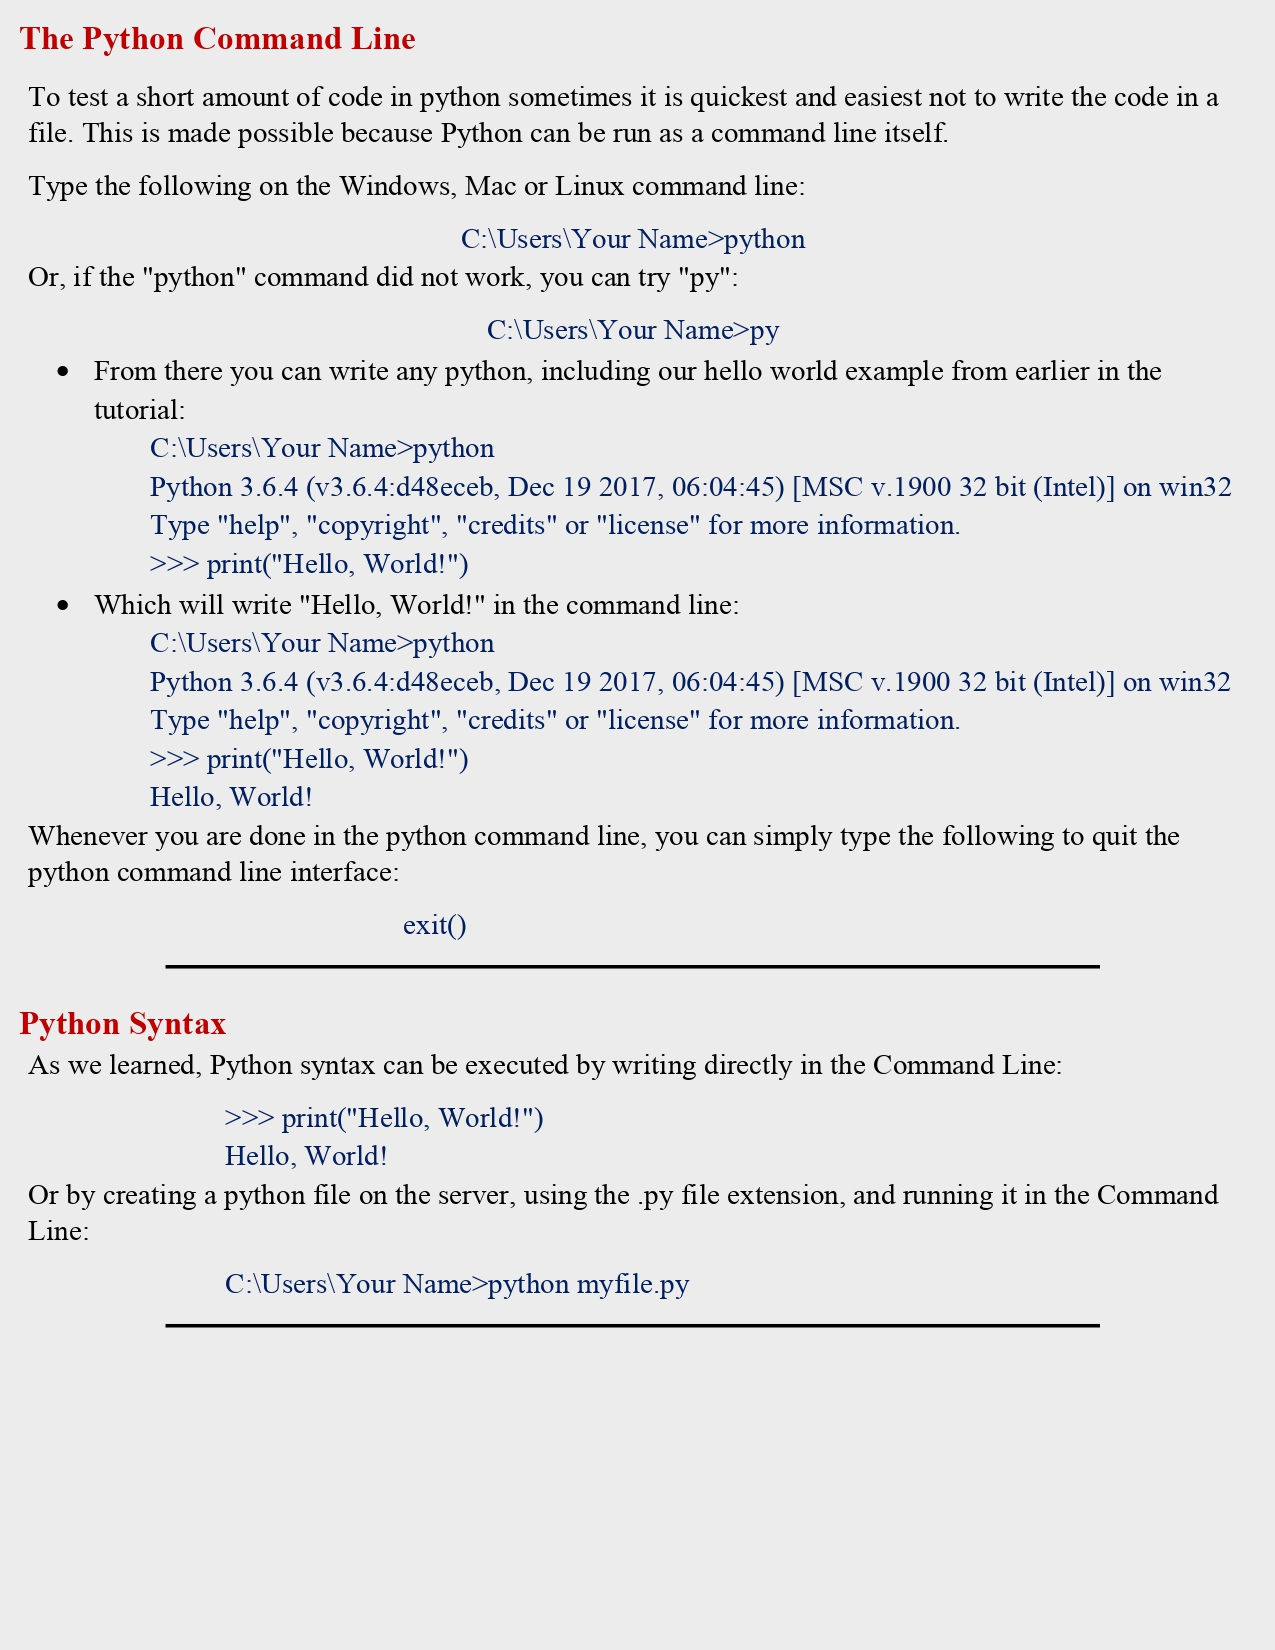 The Python Command Line
To test a short amount of code in python sometimes it is quickest and easiest not to write the code in a
file. This is made possible because Python can be run as a command line itself.
Type the following on the Windows, Mac or Linux command line:
C:\Users\Your Name>python
Or, if the "python" command did not work, you can try "py":
C:\Users\Your Name>py
• From there you can write any python, including our hello world example from earlier in the
tutorial:
C:\Users\Your Name>python
Python 3.6.4 (v3.6.4:d48eceb, Dec 19 2017, 06:04:45) [MSC v.1900 32 bit (Intel)] on win32
Type "help", "copyright", "credits" or "license" for more information.
>>> print("Hello, World!")
• Which will write "Hello, World!" in the command line:
C:\Users\Your Name>python
Python 3.6.4 (v3.6.4:d48eceb, Dec 19 2017, 06:04:45) [MSC v.1900 32 bit (Intel)] on win32
Type "help", "copyright", "credits" or "license" for more information.
>>> print("Hello, World!")
Hello, World!
Whenever you are done in the python command line, you can simply type the following to quit the
python command line interface:
exit()
Python Syntax
As we learned, Python syntax can be executed by writing directly in the Command Line:
>>> print("Hello, World!")
Hello, World!
Or by creating a python file on the server, using the .py file extension, and running it in the Command
Line:
C:\Users\Your Name>python myfile.py